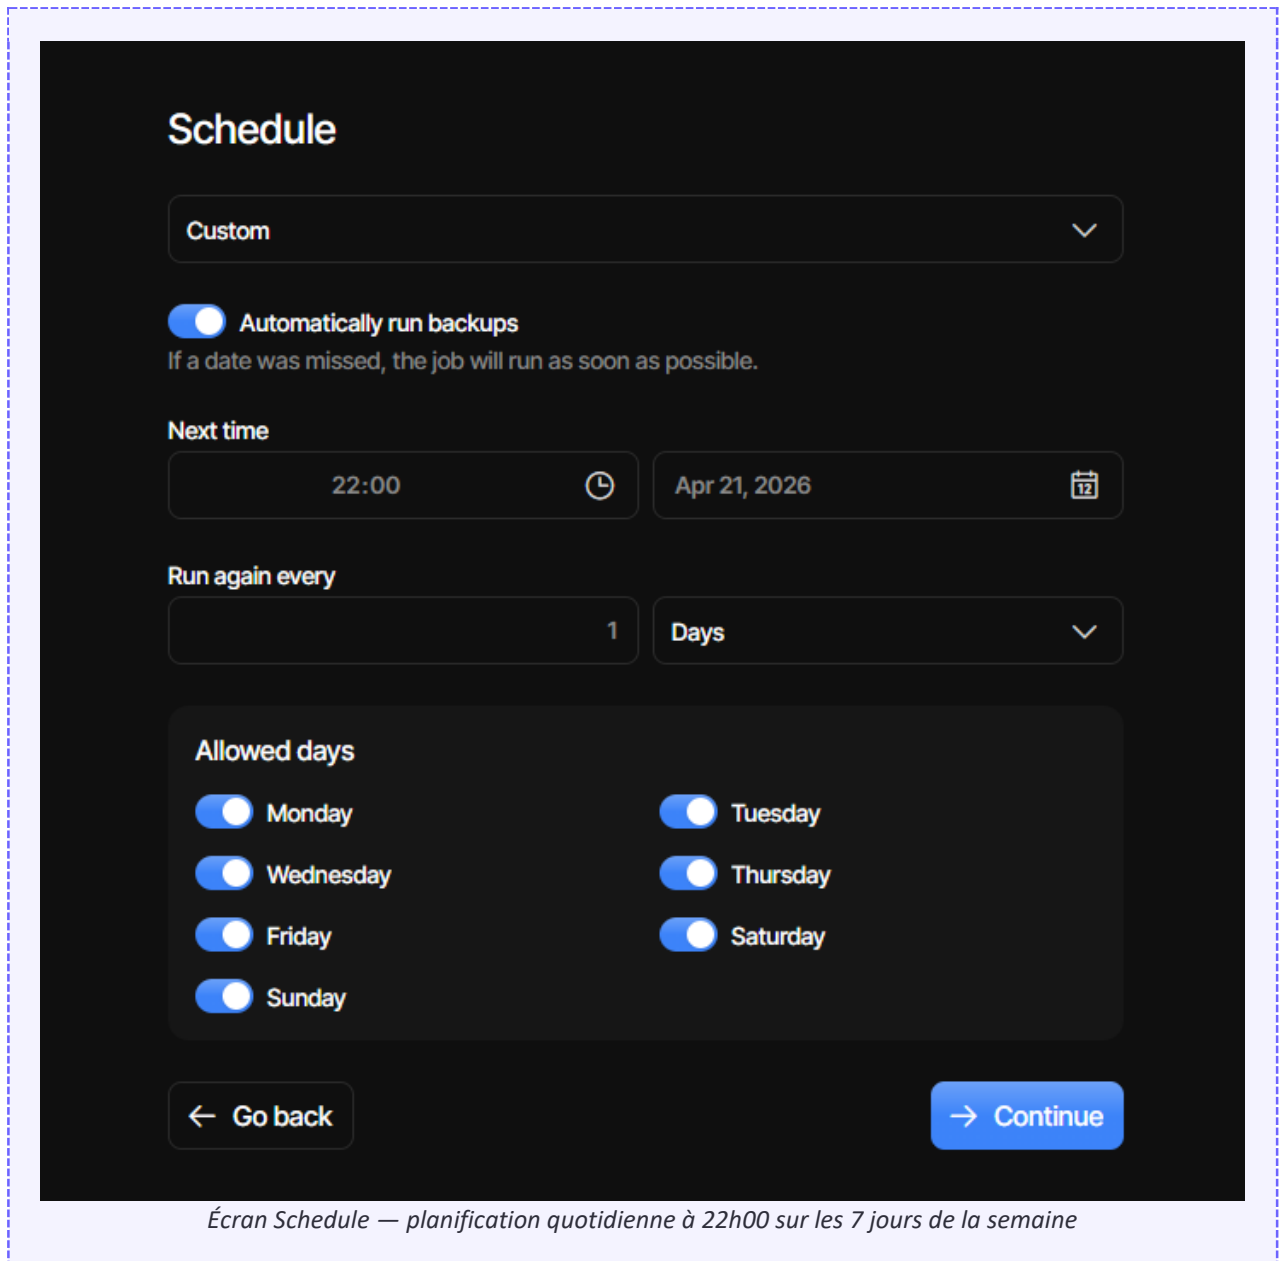 Schedule
Custom
Automatically run backups
If a date was missed, the job will run as soon as possible.
Next time
22:00
Apr 21, 2026
12
Run again every
1
Days
Allowed days
Monday
Tuesday
Wednesday
Thursday
Friday
Saturday
Sunday
Go back
Continue
Écran Schedule — planification quotidienne à 22h00 sur les 7 jours de la semaine